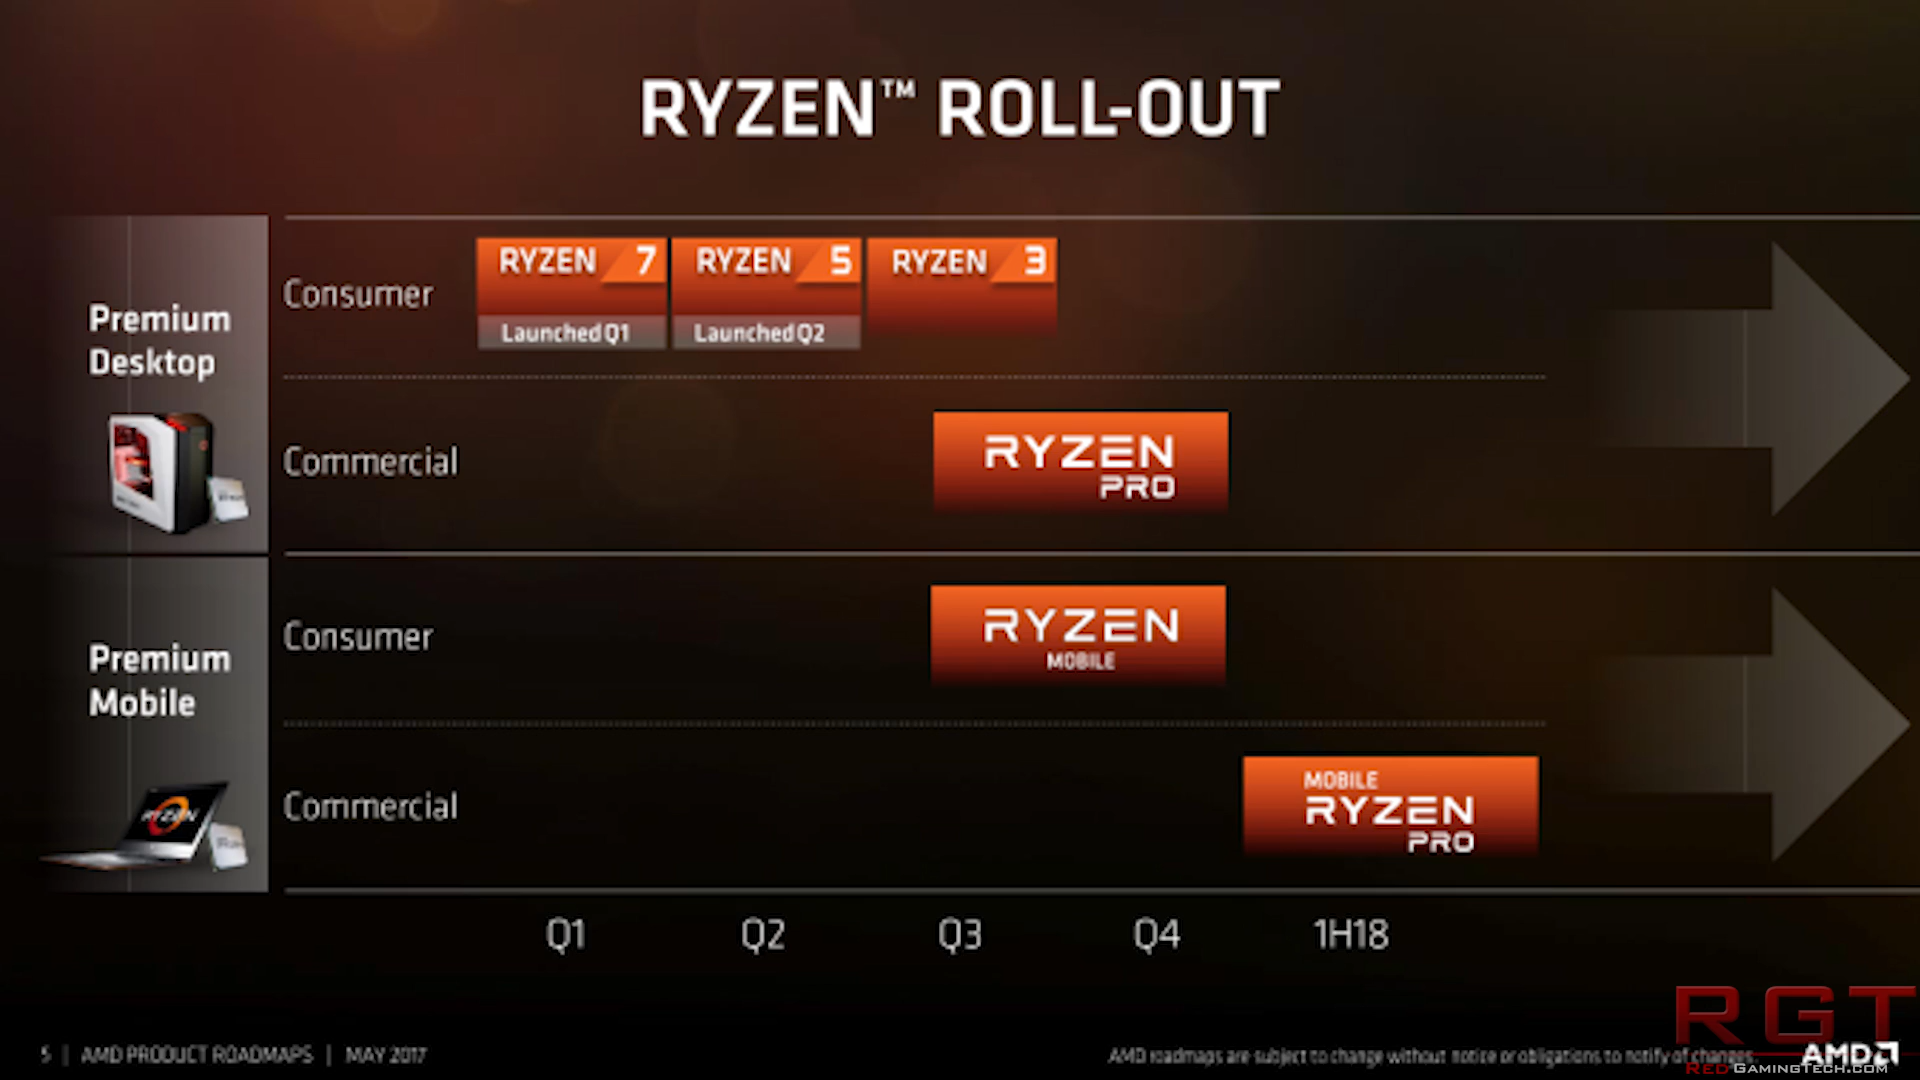 RYZEN™ ROLL-OUT
Premium
Desktop
Consumer
RYZEN 7
Launched Q1
RYZEN 5
Launched Q2
RYZEN 3
Commercial
RYZEN
PRO
Premium
Mobile
RYZEN
Consumer
RYZEN
MOBILE
Commercial
MOBILE
RYZEN
PRO
Q1 Q2 Q3 Q4 1H18
5 | AMD PRODUCT ROADMAPS | MAY 2017
AMD roadmaps are subject to change without notice or obligations to notify of changes.
AMD
RGT
REDGAMINGTECH.COM